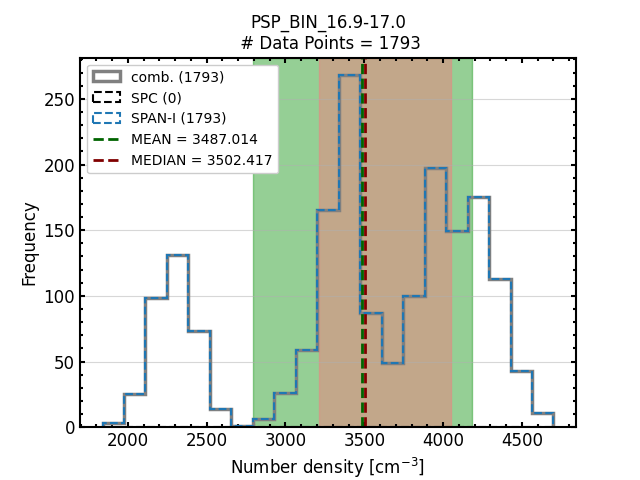 PSP_BIN_16.9-17.0
# Data Points = 1793
comb. (1793)
SPC (0)
SPAN-I (1793)
MEAN = 3487.014
MEDIAN = 3502.417
250
200
150
100
50
0
Frequency
2000 2500 3000 3500 4000 4500
Number density [cm⁻³]